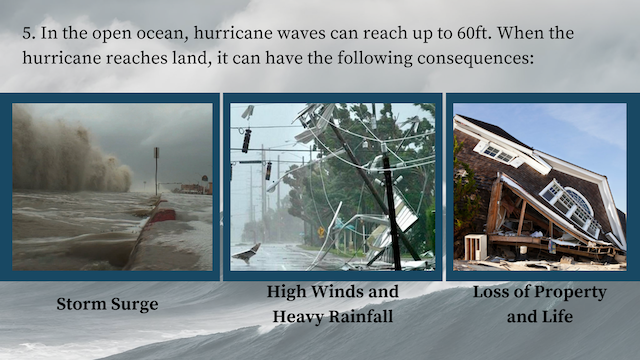 5. In the open ocean, hurricane waves can reach up to 60ft. When the
hurricane reaches land, it can have the following consequences:
Storm Surge
High Winds and
Heavy Rainfall
Loss of Property
and Life